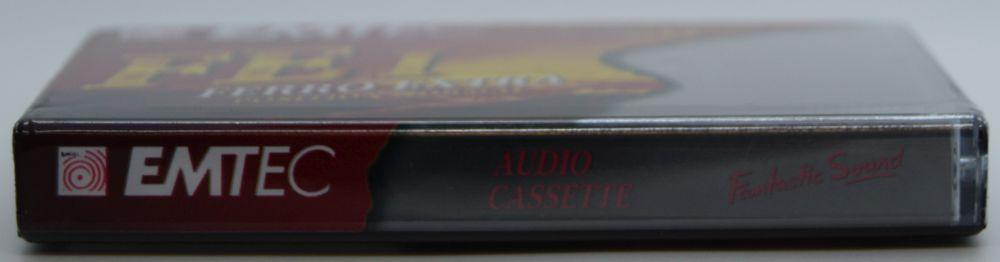 FE I
FERRO EXTRA
EMTEC
AUDIO
CASSETTE
Fantastic Sound